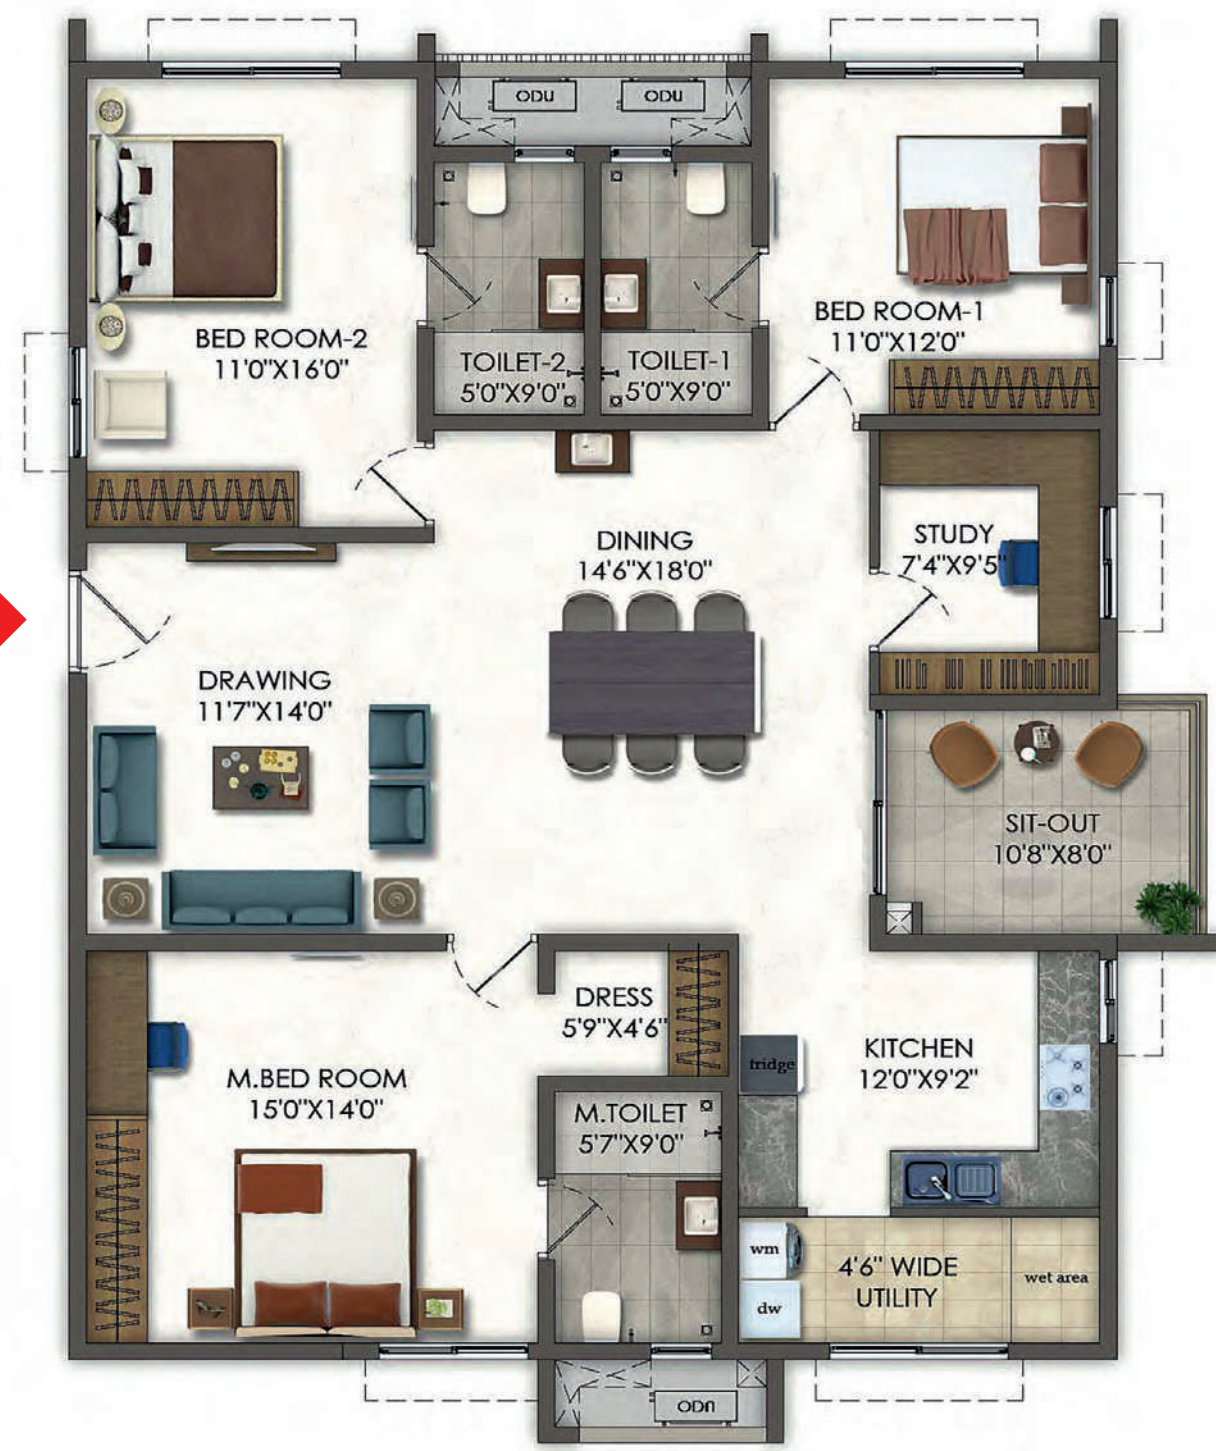 ODU
ODU
BED ROOM-2
11'0"X16'0"
TOILET-2
5'0"X9'0"
TOILET-1
5'0"X9'0"
BED ROOM-1
11'0"X12'0"
DINING
14'6"X18'0"
STUDY
7'4"X9'5"
DRAWING
11'7"X14'0"
SIT-OUT
10'8"X8'0"
DRESS
5'9"X4'6"
fridge
KITCHEN
12'0"X9'2"
M.BED ROOM
15'0"X14'0"
M.TOILET
5'7"X9'0"
wm
dw
4'6" WIDE
UTILITY
wet area
ODU